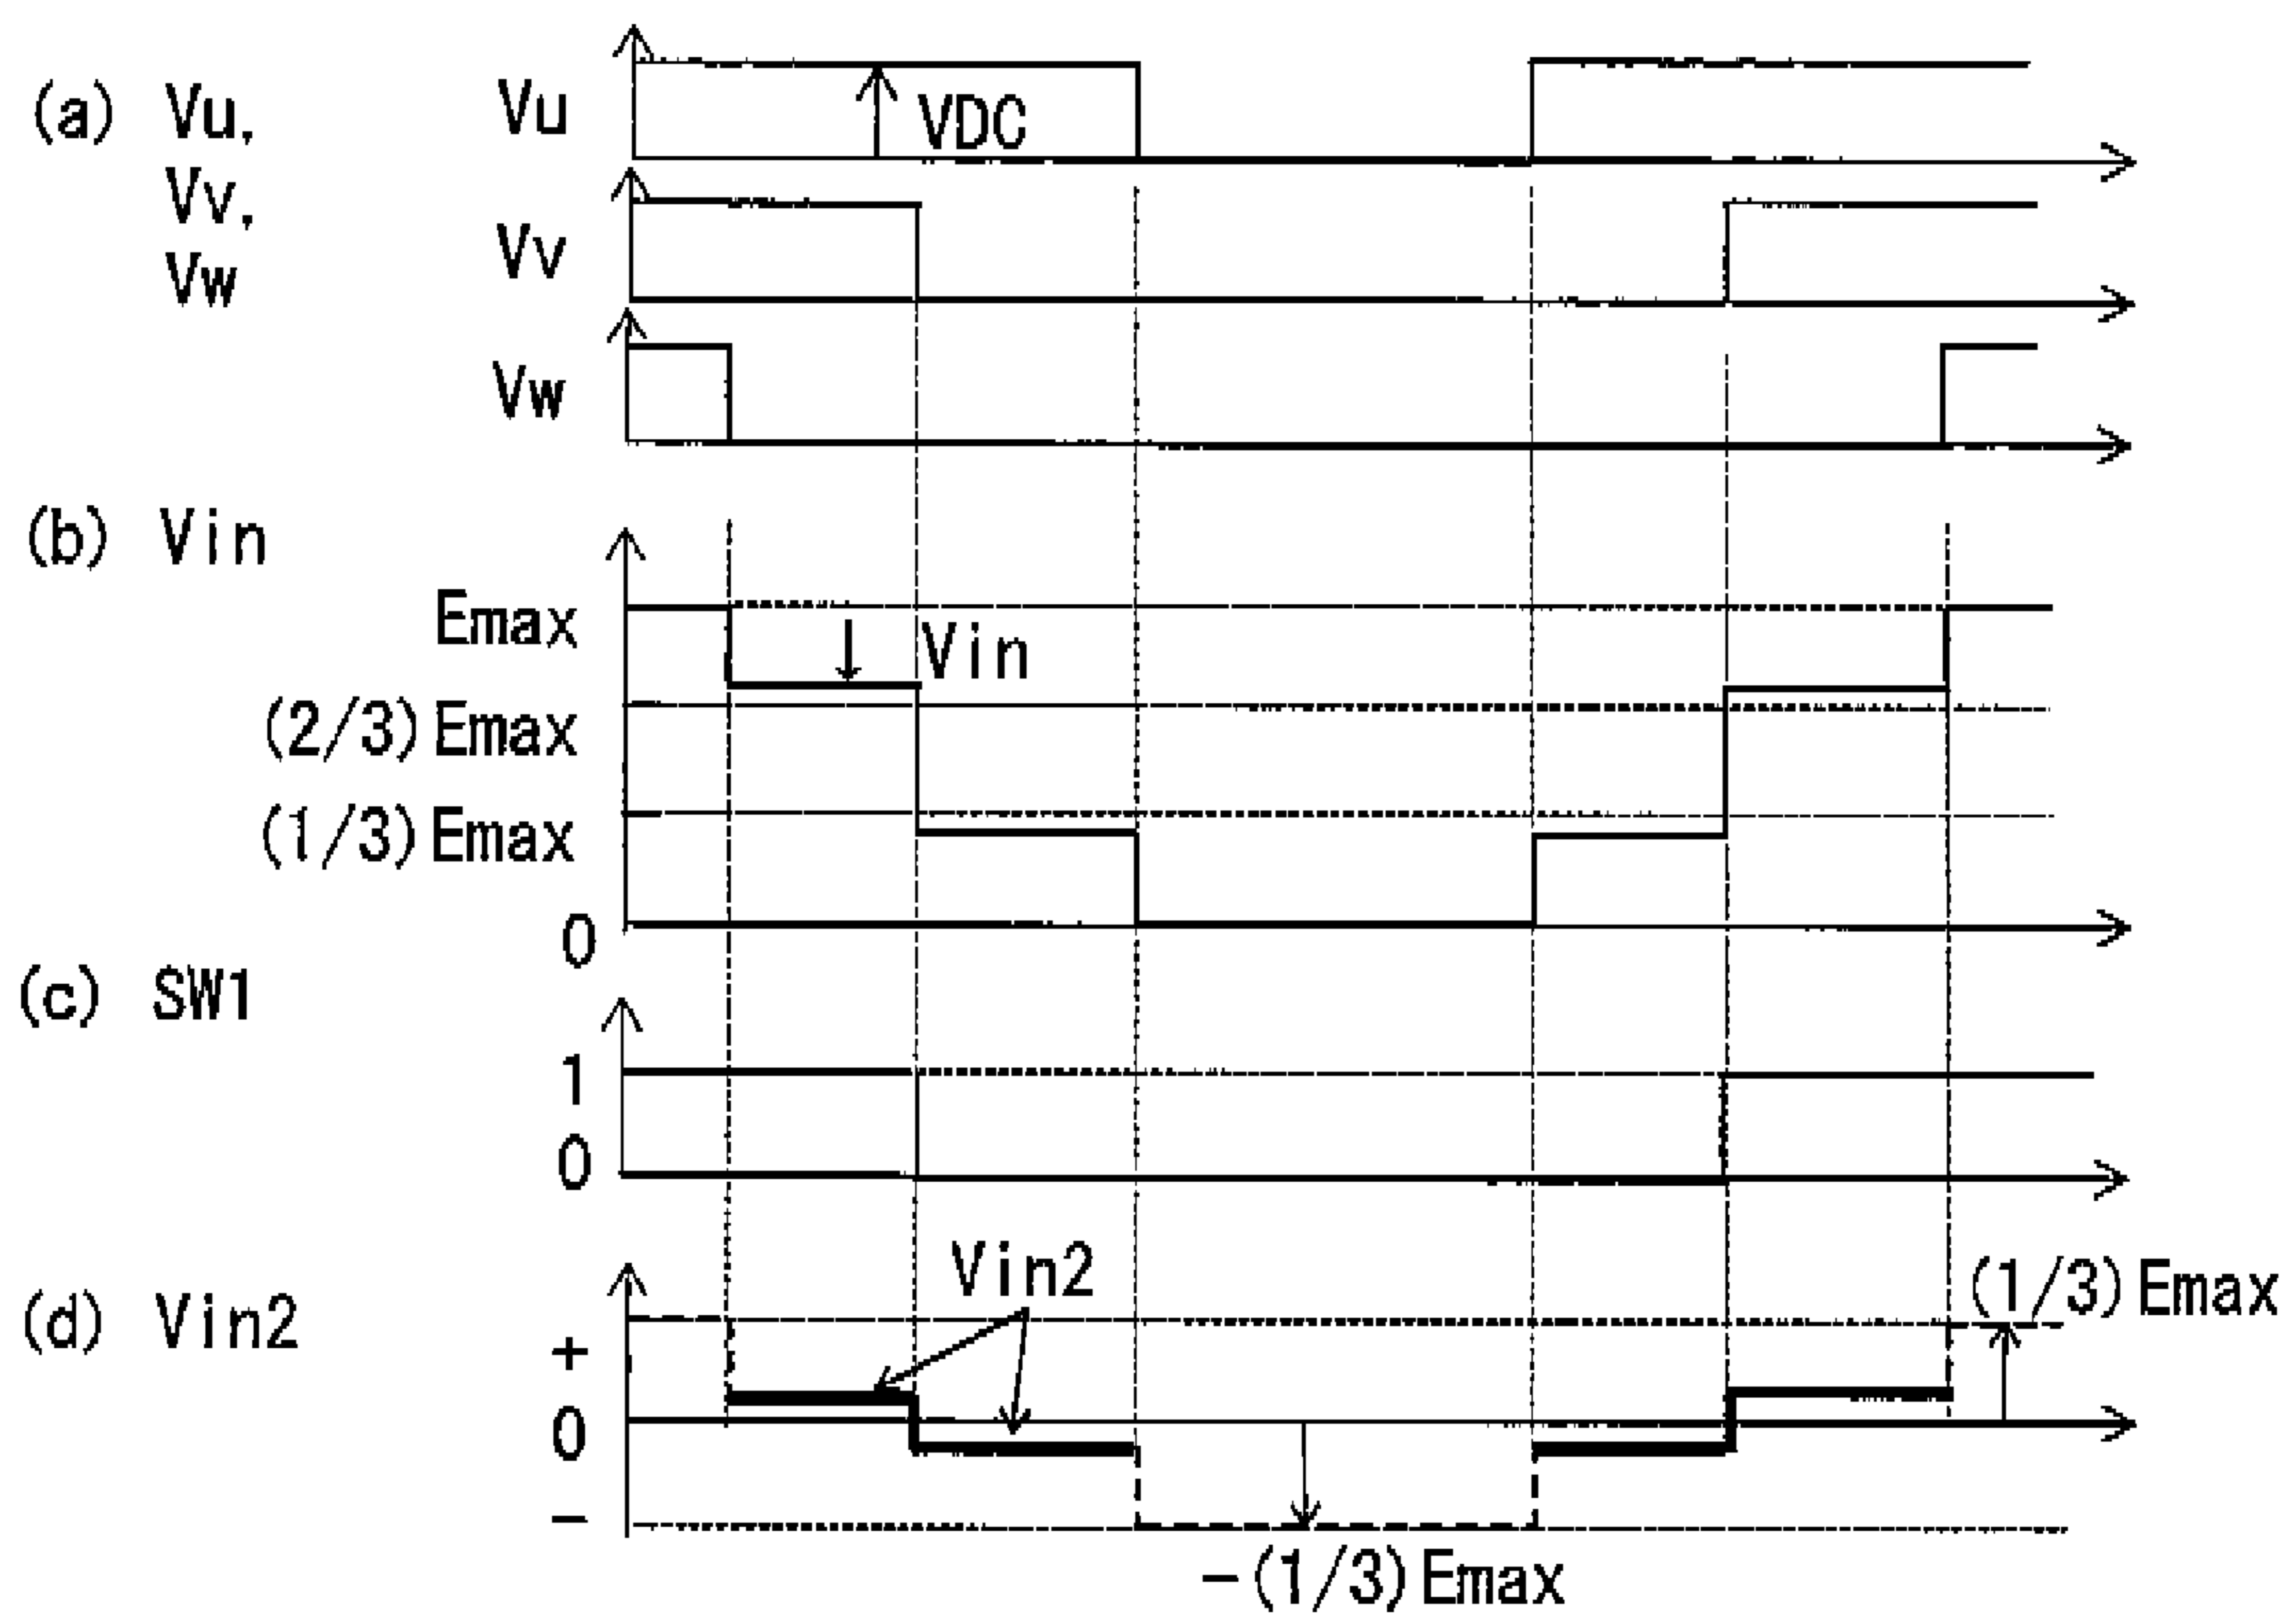 (a) Vu,
Vv,
Vw
Vu
VDC
Vv
Vw
(b) Vin
Emax
Vin
(2/3)Emax
(1/3)Emax
0
(c) SW1
1
0
(d) Vin2
Vin2
(1/3)Emax
+
0
−
−(1/3)Emax